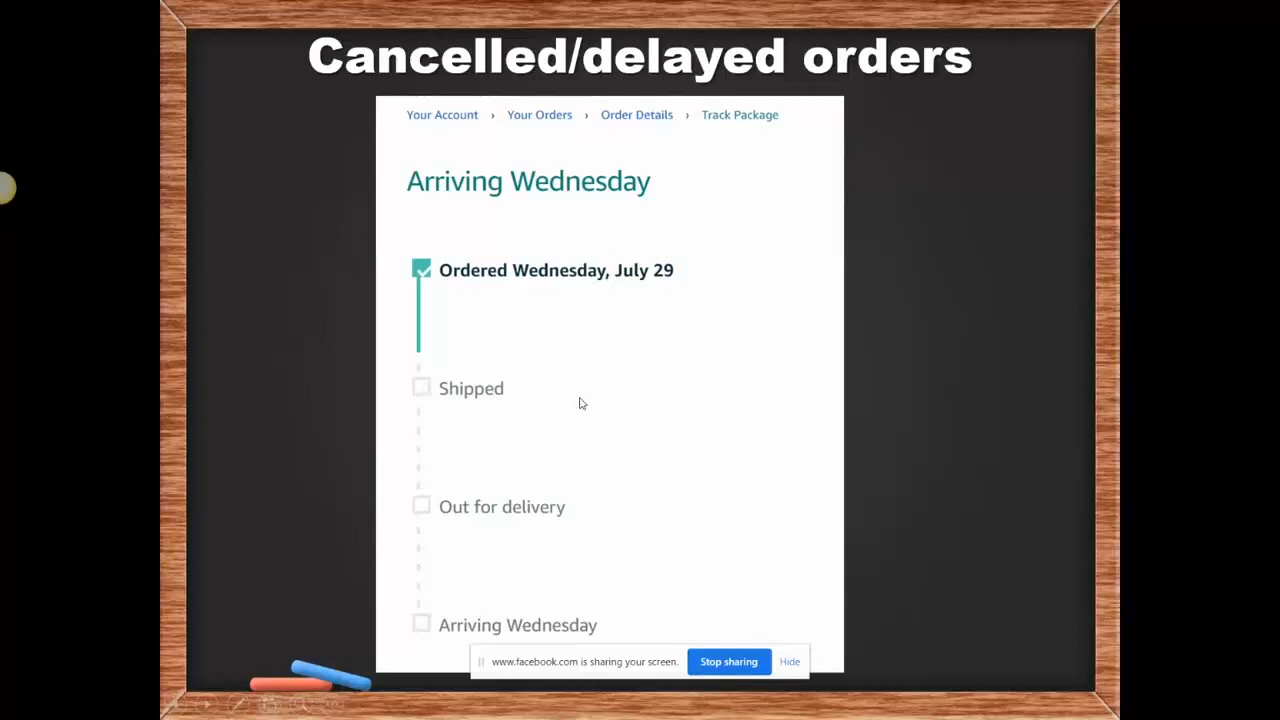 Cancelled/delayed orders
Your Account › Your Orders › Order Details › Track Package
Arriving Wednesday
Ordered Wednesday, July 29
Shipped
Out for delivery
Arriving Wednesday
www.facebook.com is sharing your screen. Stop sharing Hide